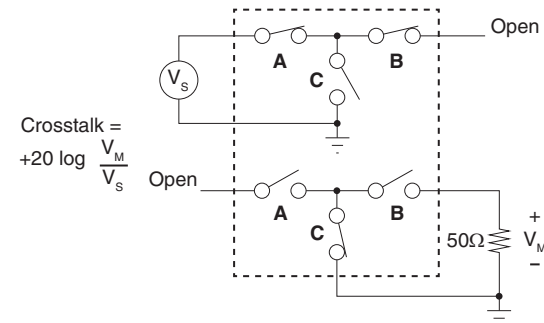 Open
A
B
C
V_S
Crosstalk =
+20 log V_M
V_S
Open
A
B
C
50Ω
+
V_M
−